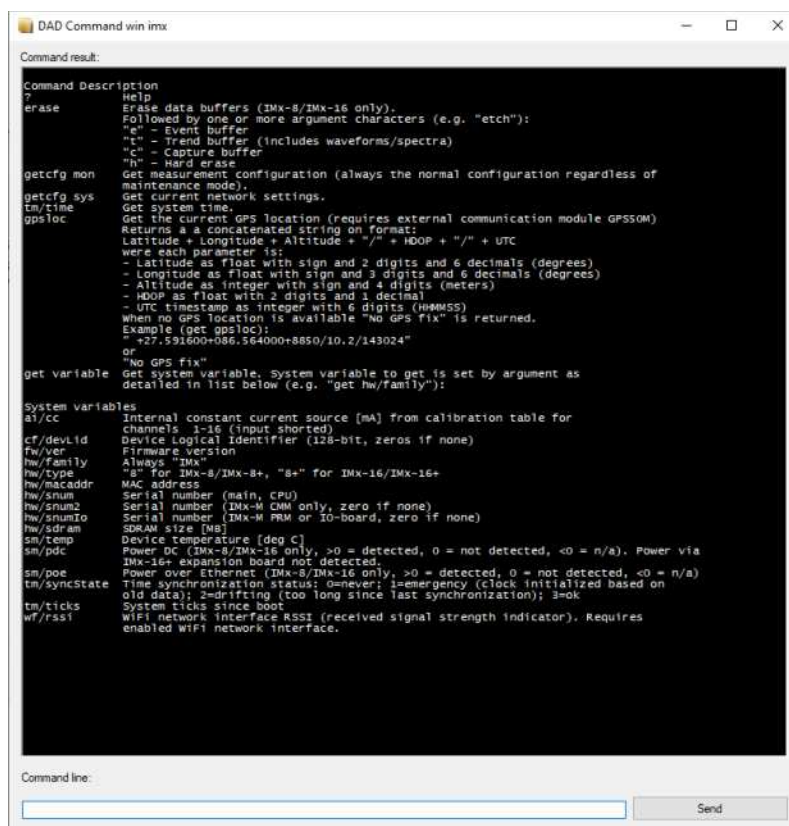 DAD Command win imx
Command result:
Command Description
? Help
erase Erase data buffers (IMx-8/IMx-16 only).
Followed by one or more argument characters (e.g. "etch"):
"e" - Event buffer
"t" - Trend buffer (includes waveforms/spectra)
"c" - Capture buffer
"h" - Hard erase
getcfg mon Get measurement configuration (always the normal configuration regardless of
maintenance mode).
getcfg sys Get current network settings.
tm/time Get system time.
gpsloc Get the current GPS location (requires external communication module GPSSOM)
Returns a a concatenated string on format:
Latitude + Longitude + Altitude + "/" + HDOP + "/" + UTC
were each parameter is:
- Latitude as float with sign and 2 digits and 6 decimals (degrees)
- Longitude as float with sign and 3 digits and 6 decimals (degrees)
- Altitude as integer with sign and 4 digits (meters)
- HDOP as float with 2 digits and 1 decimal
- UTC timestamp as integer with 6 digits (HHMMSS)
When no GPS location is available "No GPS fix" is returned.
Example (get gpsloc):
" +27.591600+086.564000+8850/10.2/143024"
or
"No GPS fix"
get variable Get system variable. System variable to get is set by argument as
detailed in list below (e.g. "get hw/family"):
System variables
ai/cc Internal constant current source [mA] from calibration table for
channels 1-16 (input shorted)
cf/devLid Device Logical Identifier (128-bit, zeros if none)
fw/ver Firmware version
hw/family Always "IMx"
hw/type "8" for IMx-8/IMx-8+, "8+" for IMx-16/IMx-16+
hw/macaddr MAC address
hw/snum Serial number (main, CPU)
hw/snum2 Serial number (IMx-M CMM only, zero if none)
hw/snumIo Serial number (IMx-M PRM or IO-board, zero if none)
hw/sdram SDRAM size [MB]
sm/temp Device temperature [deg C]
sm/pdc Power DC (IMx-8/IMx-16 only, >0 = detected, 0 = not detected, <0 = n/a). Power via
IMx-16+ expansion board not detected.
sm/poe Power over Ethernet (IMx-8/IMx-16 only, >0 = detected, 0 = not detected, <0 = n/a)
tm/syncState Time synchronization status: 0=never; 1=emergency (clock initialized based on
old data); 2=drifting (too long since last synchronization); 3=ok
tm/ticks System ticks since boot
wf/rssi WiFi network interface RSSI (received signal strength indicator). Requires
enabled WiFi network interface.
Command line:
Send